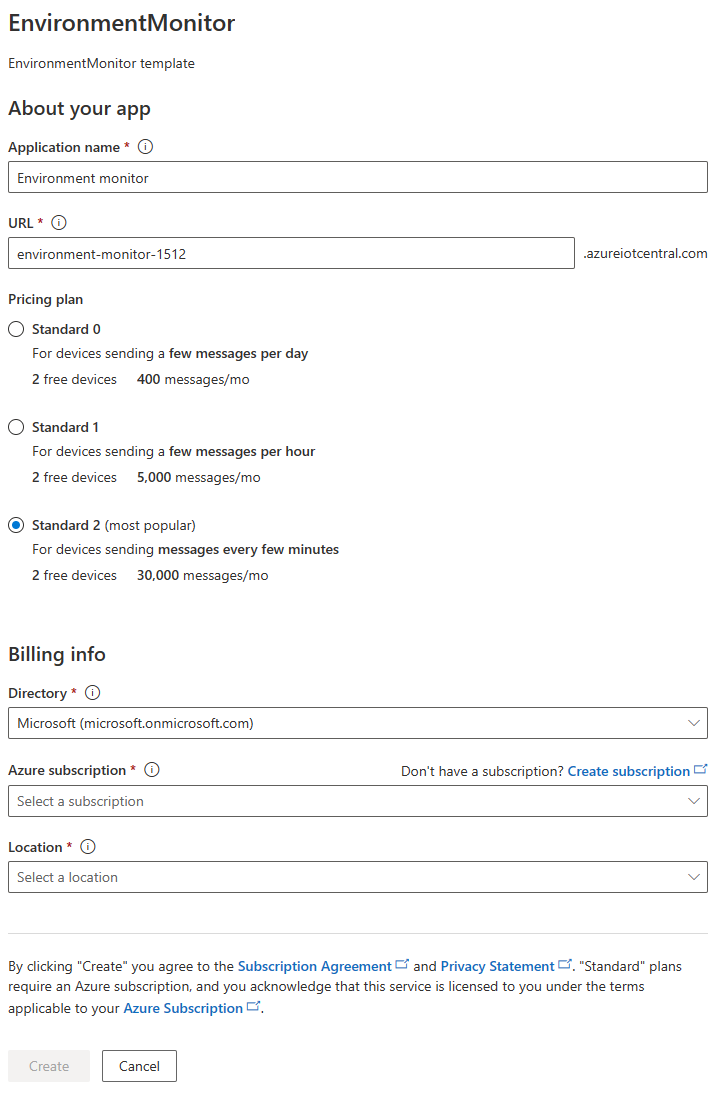 EnvironmentMonitor
EnvironmentMonitor template
About your app
Application name *
Environment monitor
URL *
environment-monitor-1512 .azureiotcentral.com
Pricing plan
Standard 0
For devices sending a few messages per day
2 free devices 400 messages/mo
Standard 1
For devices sending a few messages per hour
2 free devices 5,000 messages/mo
Standard 2 (most popular)
For devices sending messages every few minutes
2 free devices 30,000 messages/mo
Billing info
Directory *
Microsoft (microsoft.onmicrosoft.com)
Azure subscription * Don't have a subscription? Create subscription
Select a subscription
Location *
Select a location
By clicking "Create" you agree to the Subscription Agreement and Privacy Statement. "Standard" plans
require an Azure subscription, and you acknowledge that this service is licensed to you under the terms
applicable to your Azure Subscription.
Create Cancel